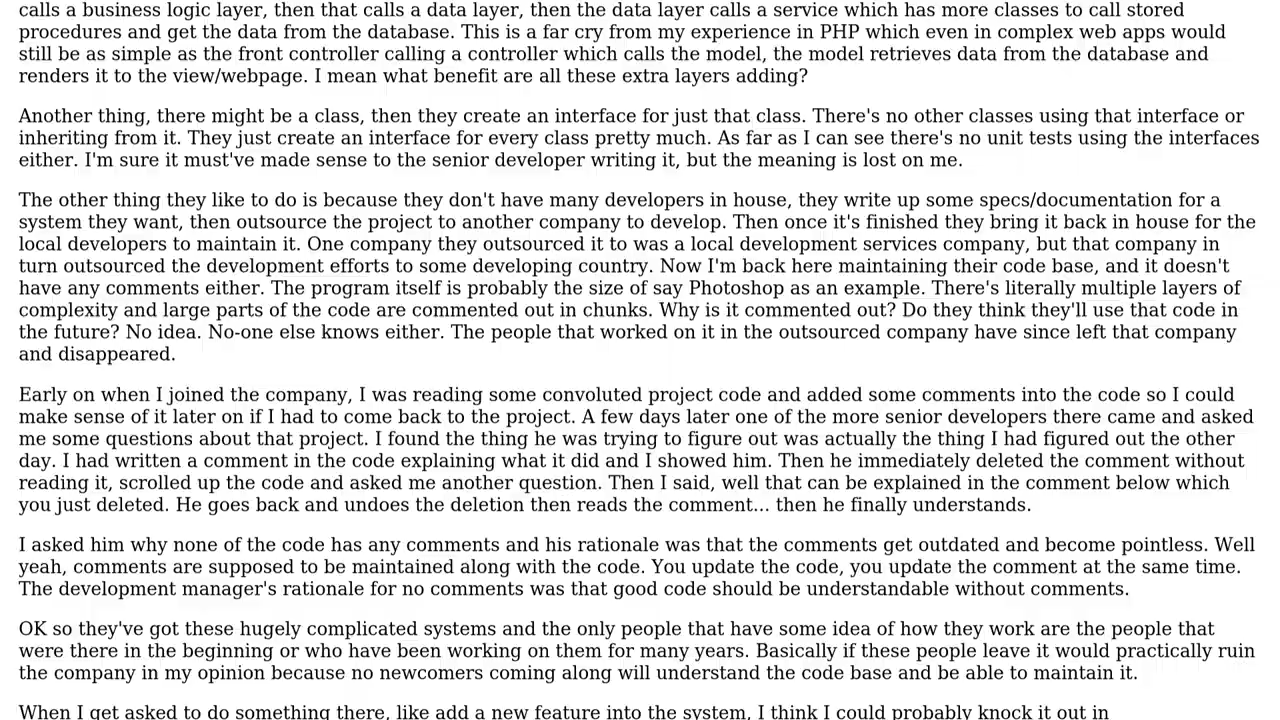 calls a business logic layer, then that calls a data layer, then the data layer calls a service which has more classes to call stored
procedures and get the data from the database. This is a far cry from my experience in PHP which even in complex web apps would
still be as simple as the front controller calling a controller which calls the model, the model retrieves data from the database and
renders it to the view/webpage. I mean what benefit are all these extra layers adding?
Another thing, there might be a class, then they create an interface for just that class. There's no other classes using that interface or
inheriting from it. They just create an interface for every class pretty much. As far as I can see there's no unit tests using the interfaces
either. I'm sure it must've made sense to the senior developer writing it, but the meaning is lost on me.
The other thing they like to do is because they don't have many developers in house, they write up some specs/documentation for a
system they want, then outsource the project to another company to develop. Then once it's finished they bring it back in house for the
local developers to maintain it. One company they outsourced it to was a local development services company, but that company in
turn outsourced the development efforts to some developing country. Now I'm back here maintaining their code base, and it doesn't
have any comments either. The program itself is probably the size of say Photoshop as an example. There's literally multiple layers of
complexity and large parts of the code are commented out in chunks. Why is it commented out? Do they think they'll use that code in
the future? No idea. No-one else knows either. The people that worked on it in the outsourced company have since left that company
and disappeared.
Early on when I joined the company, I was reading some convoluted project code and added some comments into the code so I could
make sense of it later on if I had to come back to the project. A few days later one of the more senior developers there came and asked
me some questions about that project. I found the thing he was trying to figure out was actually the thing I had figured out the other
day. I had written a comment in the code explaining what it did and I showed him. Then he immediately deleted the comment without
reading it, scrolled up the code and asked me another question. Then I said, well that can be explained in the comment below which
you just deleted. He goes back and undoes the deletion then reads the comment... then he finally understands.
I asked him why none of the code has any comments and his rationale was that the comments get outdated and become pointless. Well
yeah, comments are supposed to be maintained along with the code. You update the code, you update the comment at the same time.
The development manager's rationale for no comments was that good code should be understandable without comments.
OK so they've got these hugely complicated systems and the only people that have some idea of how they work are the people that
were there in the beginning or who have been working on them for many years. Basically if these people leave it would practically ruin
the company in my opinion because no newcomers coming along will understand the code base and be able to maintain it.
When I get asked to do something there, like add a new feature into the system, I think I could probably knock it out in